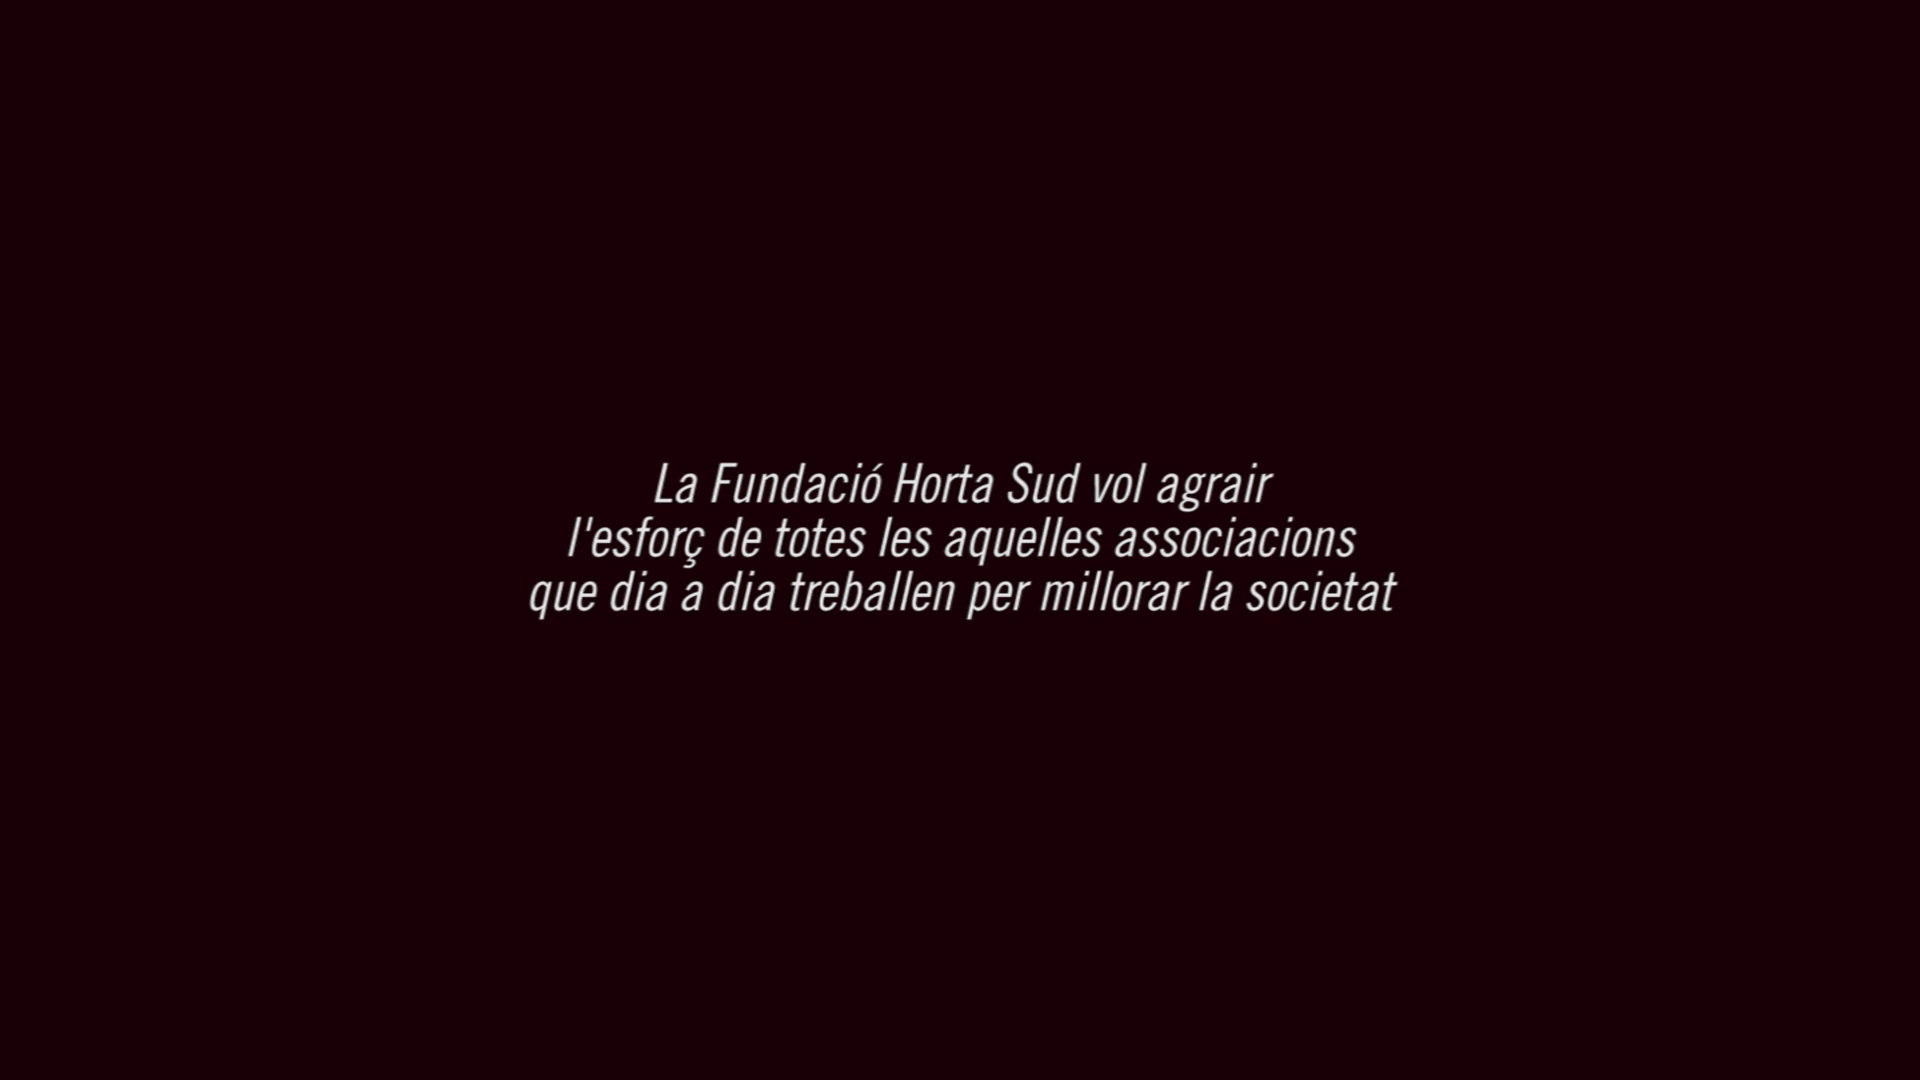 La Fundació Horta Sud vol agrair
l'esforç de totes les aquelles associacions
que dia a dia treballen per millorar la societat